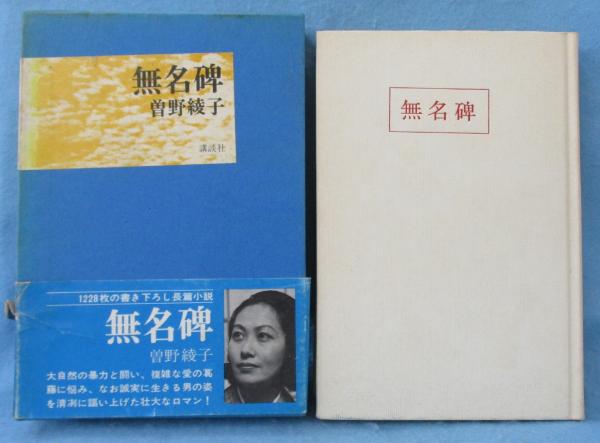 無名碑
曽野綾子
講談社
1228枚の書き下ろし長篇小説
無名碑
曽野綾子
大自然の暴力と闘い、複雑な愛の葛
藤に悩み、なお誠実に生きる男の姿
を清冽に謳い上げた壮大なロマン!
無名碑